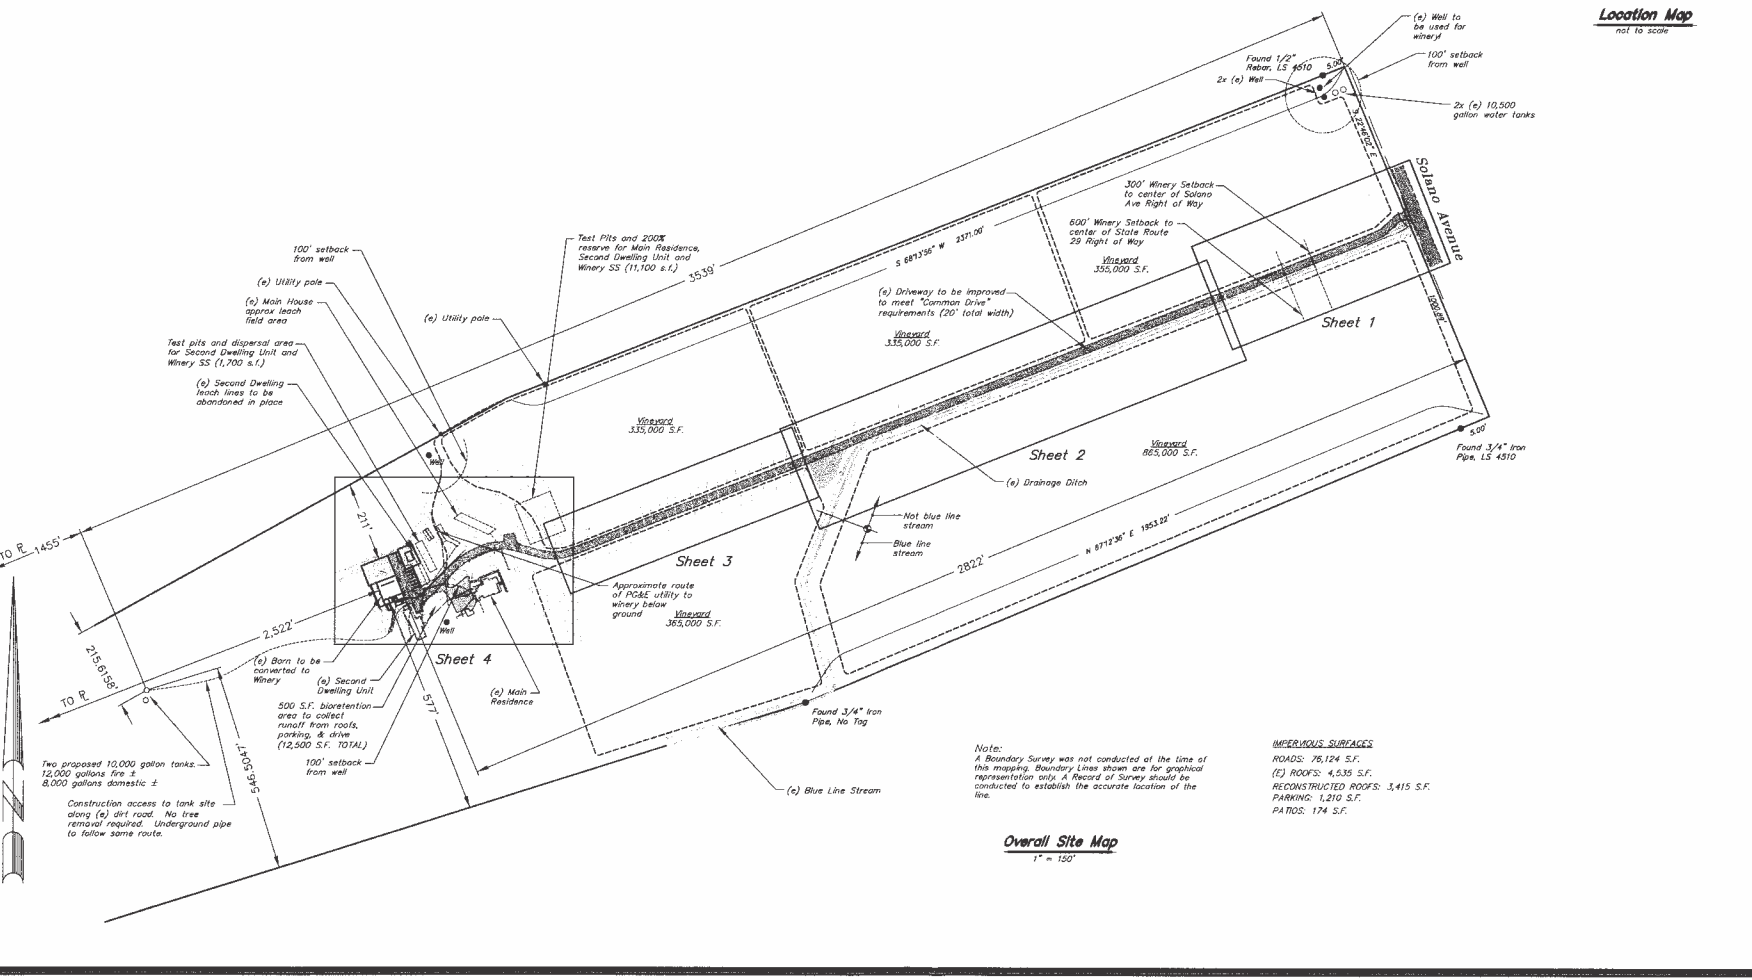 Location Map
not to scale
(e) Well to
be used for
winery!
100' setback
from well
Found 1/2"
Rebar, LS 4510
5.00'
2x (e) Well
2x (e) 10,500
gallon water tanks
Solano Avenue
300' Winery Setback
to center of Solano
Ave Right of Way
600' Winery Setback to
center of State Route
29 Right of Way
Vineyard
355,000 S.F.
Test Pits and 200%
reserve for Main Residence,
Second Dwelling Unit and
Winery SS (11,100 s.f.)
3539'
2371.00'
100' setback
from well
(e) Utility pole
(e) Main House
approx leach
field area
(e) Utility pole
(e) Driveway to be improved
to meet "Common Drive"
requirements (20' total width)
Vineyard
335,000 S.F.
Sheet 1
Test pits and dispersal area
for Second Dwelling Unit and
Winery SS (1,700 s.f.)
(e) Second Dwelling
leach lines to be
abandoned in place
Vineyard
335,000 S.F.
Well
Sheet 2
Vineyard
865,000 S.F.
5.00'
Found 3/4" Iron
Pipe, LS 4510
(e) Drainage Ditch
211'
Not blue line
stream
Blue line
stream
TO PL 1455'
Sheet 3
N 67°12'36" E 1953.22'
2822'
Approximate route
of PG&E utility to
winery below
ground
Vineyard
365,000 S.F.
2,522'
Well
Sheet 4
215.6158'
TO PL
(e) Barn to be
converted to
Winery
(e) Second
Dwelling Unit
(e) Main
Residence
577'
500 S.F. bioretention
area to collect
runoff from roofs,
parking, & drive
(12,500 S.F. TOTAL)
100' setback
from well
Found 3/4" Iron
Pipe, No Tag
546.5047'
Two proposed 10,000 gallon tanks.
12,000 gallons fire ±
8,000 gallons domestic ±
Construction access to tank site
along (e) dirt road. No tree
removal required. Underground pipe
to follow same route.
(e) Blue Line Stream
Note:
A Boundary Survey was not conducted at the time of
this mapping. Boundary Lines shown are for graphical
representation only. A Record of Survey should be
conducted to establish the accurate location of the
line.
IMPERVIOUS SURFACES
ROADS: 76,124 S.F.
(E) ROOFS: 4,535 S.F.
RECONSTRUCTED ROOFS: 3,415 S.F.
PARKING: 1,210 S.F.
PATIOS: 174 S.F.
Overall Site Map
1" = 150'